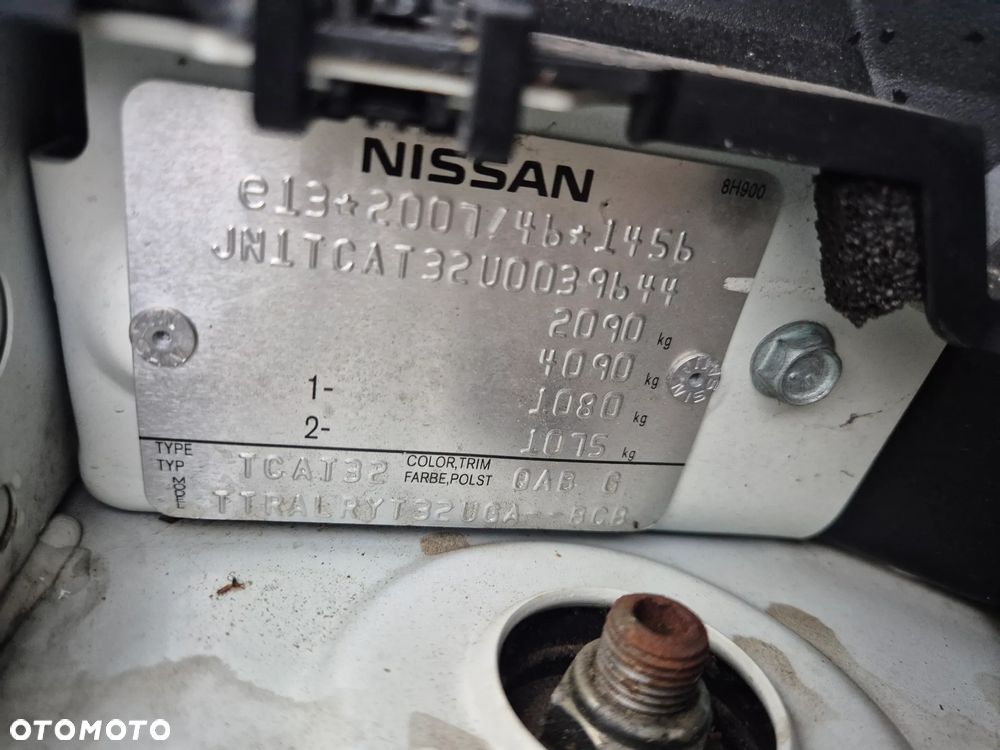 NISSAN
8H900
e13*2007/46*1456
JN1TCAT32U0039644
2090 kg
4090 kg
1- 1080 kg
2- 1075 kg
TYPE
TYP TCAT32 COLOR,TRIM
FARBE,POLST QAB G
MODEL TTRALRYT32UGA--BCB
OTOMOTO